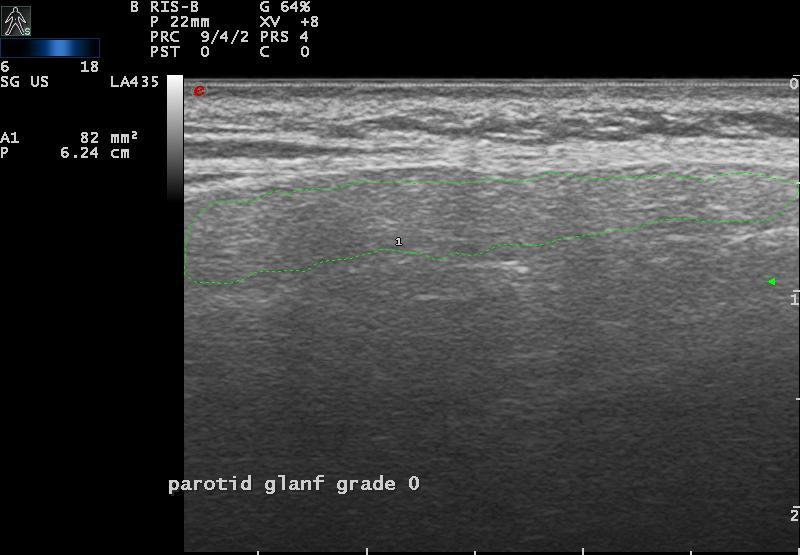 B RIS-B G 64%
P 22mm XV +8
PRC 9/4/2 PRS 4
PST 0 C 0
S
6 18
SG US LA435
e
0
A1 82 mm²
P 6.24 cm
1
1
parotid glanf grade 0
2